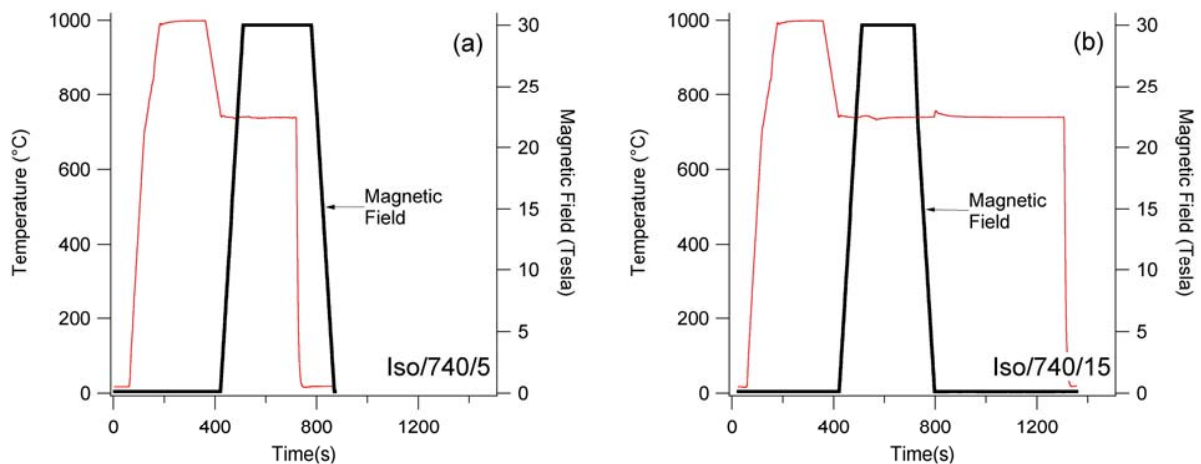 (a)
1000
800
600
400
200
0
Temperature (°C)
30
25
20
15
10
5
0
Magnetic Field (Tesla)
Magnetic
Field
Iso/740/5
0
400
800
1200
Time(s)
(b)
1000
800
600
400
200
0
Temperature (°C)
30
25
20
15
10
5
0
Magnetic Field (Tesla)
Magnetic
Field
Iso/740/15
0
400
800
1200
Time(s)